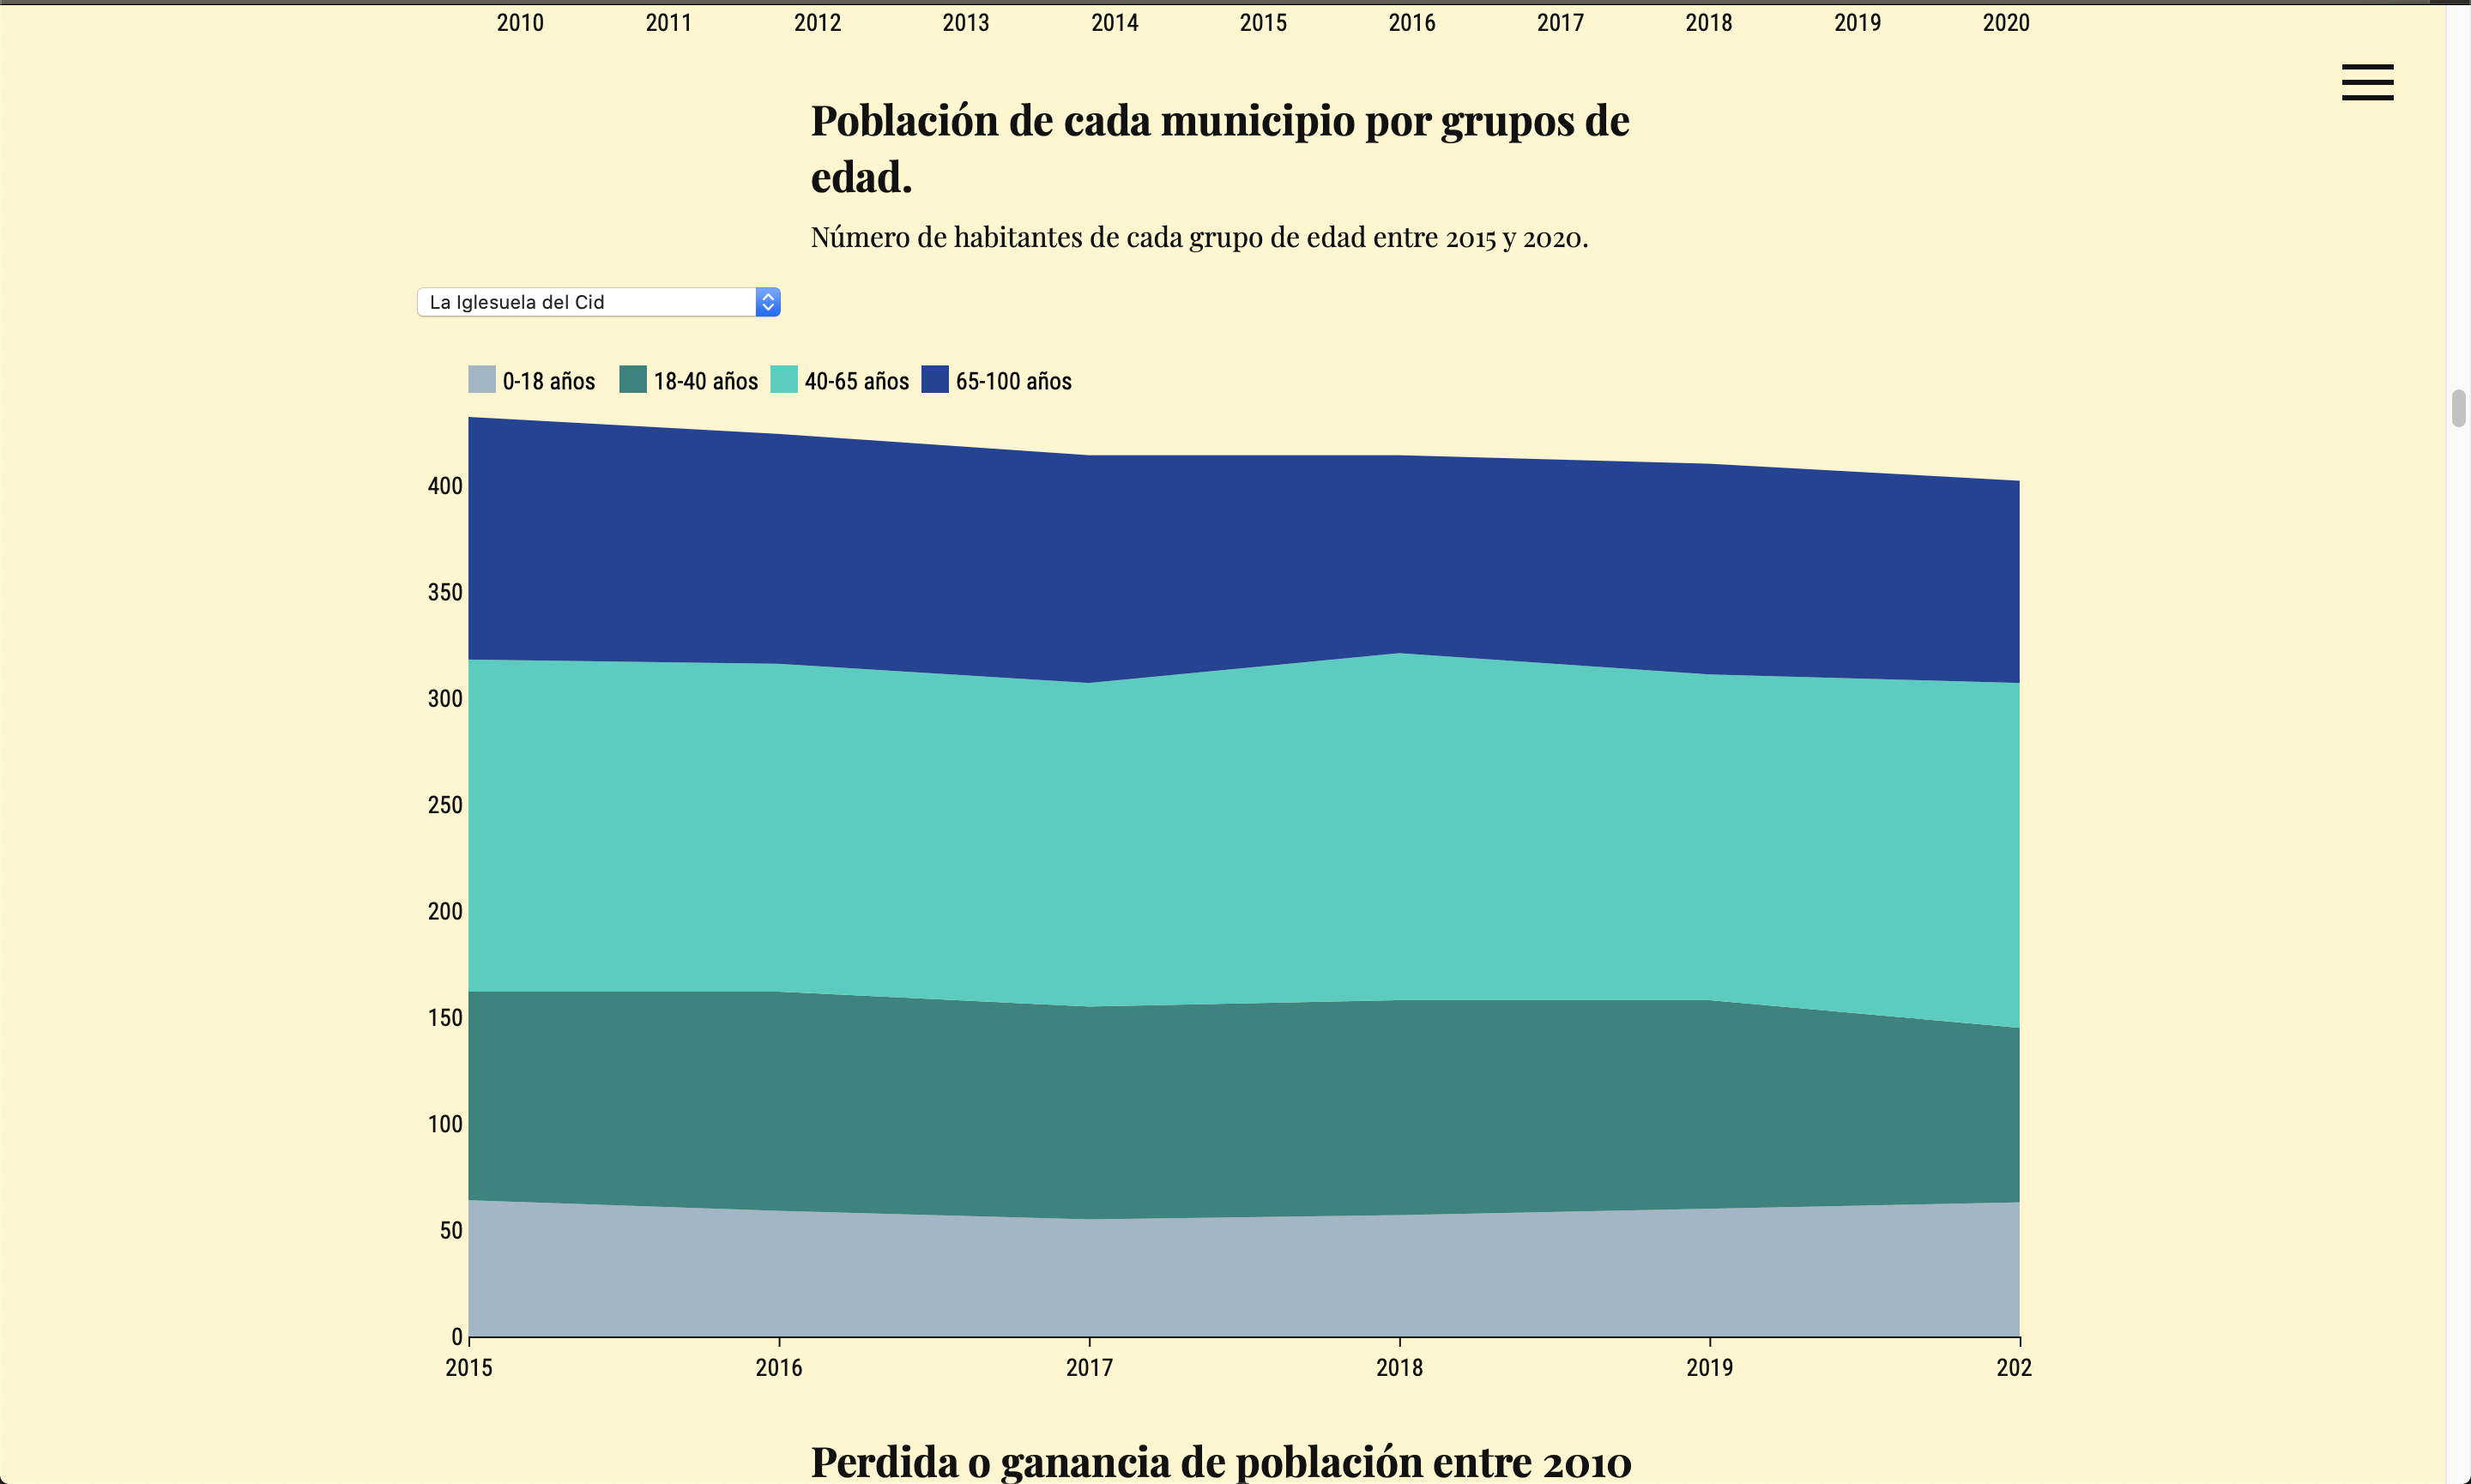 2010 2011 2012 2013 2014 2015 2016 2017 2018 2019 2020
Población de cada municipio por grupos de
edad.
Número de habitantes de cada grupo de edad entre 2015 y 2020.
La Iglesuela del Cid
0-18 años 18-40 años 40-65 años 65-100 años
400
350
300
250
200
150
100
50
0
2015 2016 2017 2018 2019 202
Perdida o ganancia de población entre 2010